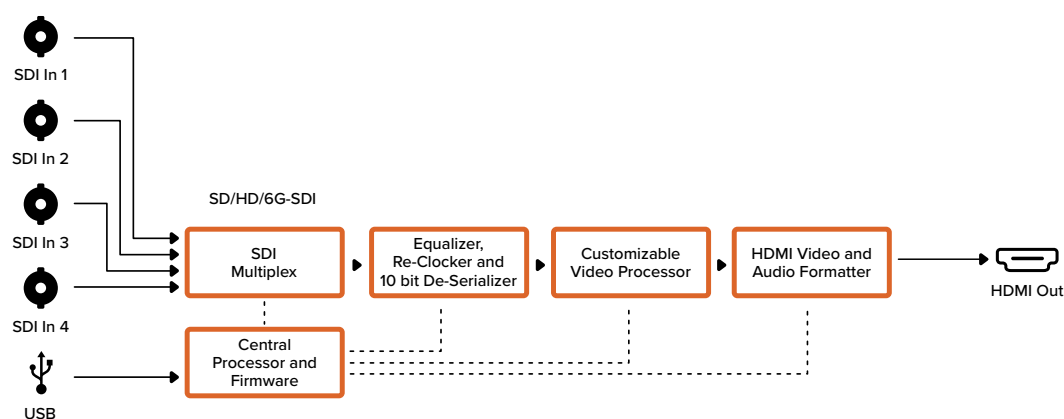 SDI In 1
SDI In 2
SDI In 3
SDI In 4
USB
SD/HD/6G-SDI
SDI
Multiplex
Equalizer,
Re-Clocker and
10 bit De-Serializer
Customizable
Video Processor
HDMI Video and
Audio Formatter
HDMI Out
Central
Processor and
Firmware